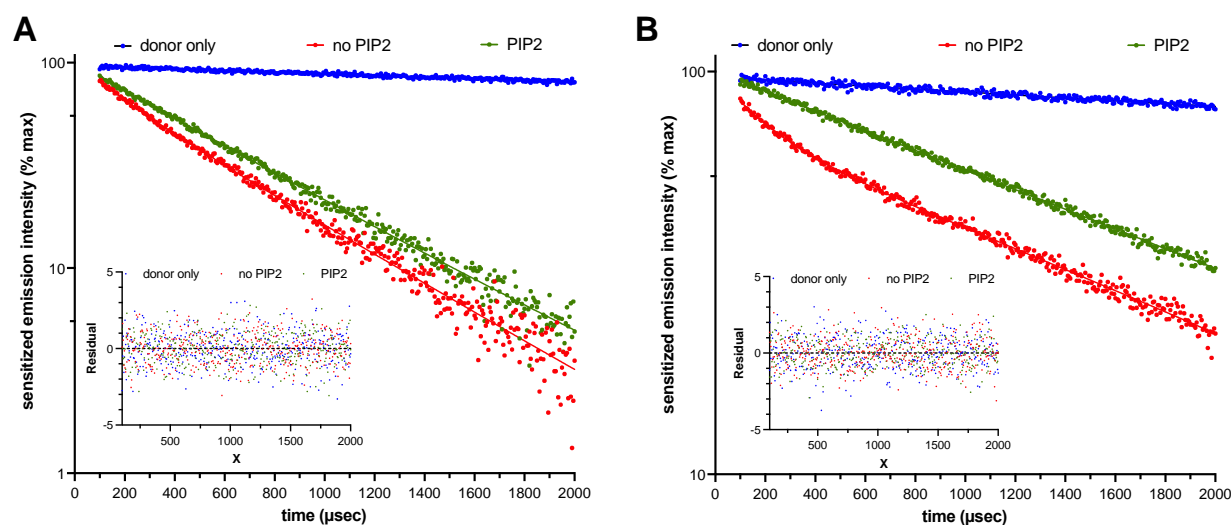 A
donor only no PIP2 PIP2
sensitized emission intensity (% max)
100
10
1
0 200 400 600 800 1000 1200 1400 1600 1800 2000
time (µsec)
donor only no PIP2 PIP2
Residual
5
0
-5
500 1000 1500 2000
X
B
donor only no PIP2 PIP2
sensitized emission intensity (% max)
100
10
0 200 400 600 800 1000 1200 1400 1600 1800 2000
time (µsec)
donor only no PIP2 PIP2
Residual
5
0
-5
500 1000 1500 2000
X